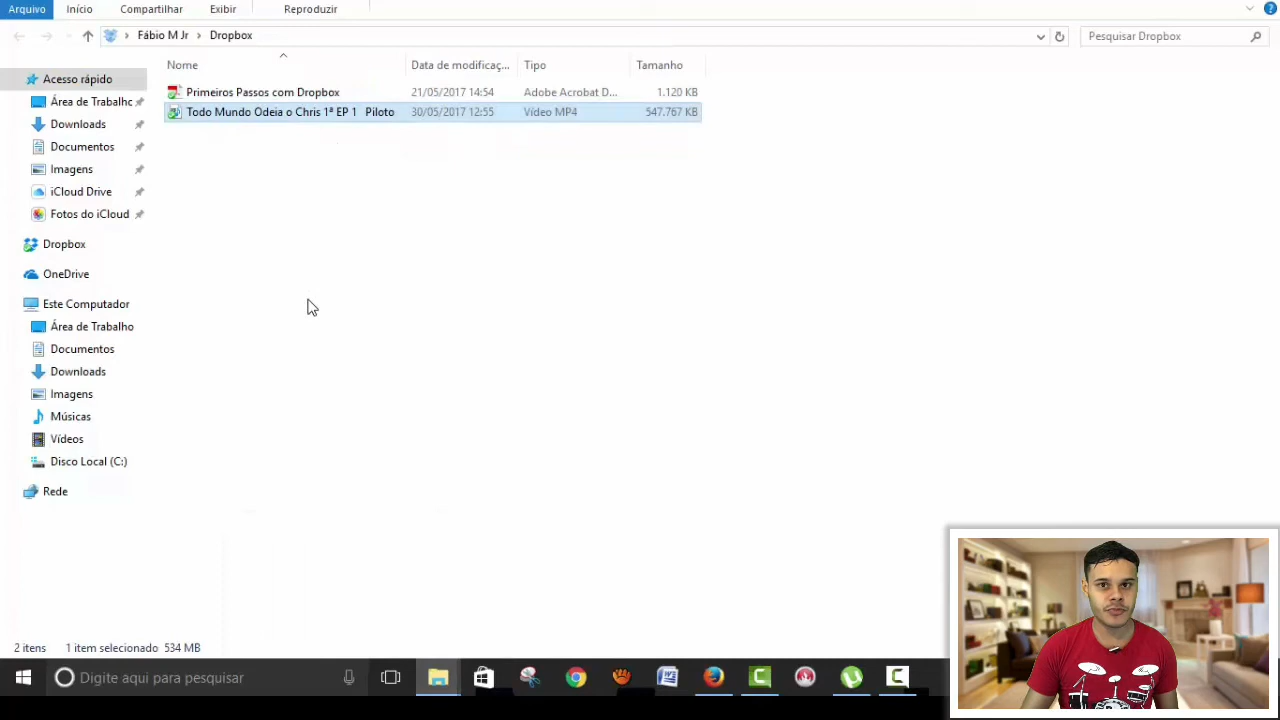 Arquivo Início Compartilhar Exibir Reproduzir
Fábio M Jr Dropbox Pesquisar Dropbox
Nome Data de modificaç... Tipo Tamanho
Primeiros Passos com Dropbox 21/05/2017 14:54 Adobe Acrobat D... 1.120 KB
Todo Mundo Odeia o Chris 1ª EP 1 Piloto 30/05/2017 12:55 Vídeo MP4 547.767 KB
Acesso rápido
Área de Trabalho
Downloads
Documentos
Imagens
iCloud Drive
Fotos do iCloud
Dropbox
OneDrive
Este Computador
Área de Trabalho
Documentos
Downloads
Imagens
Músicas
Vídeos
Disco Local (C:)
Rede
2 itens 1 item selecionado 534 MB
Digite aqui para pesquisar